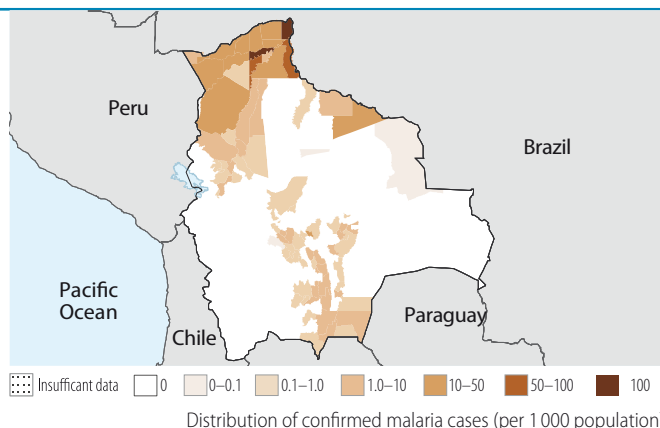 Peru
Brazil
Pacific
Ocean
Chile
Paraguay
Insufficant data
0
0–0.1
0.1–1.0
1.0–10
10–50
50–100
100
Distribution of confirmed malaria cases (per 1 000 population